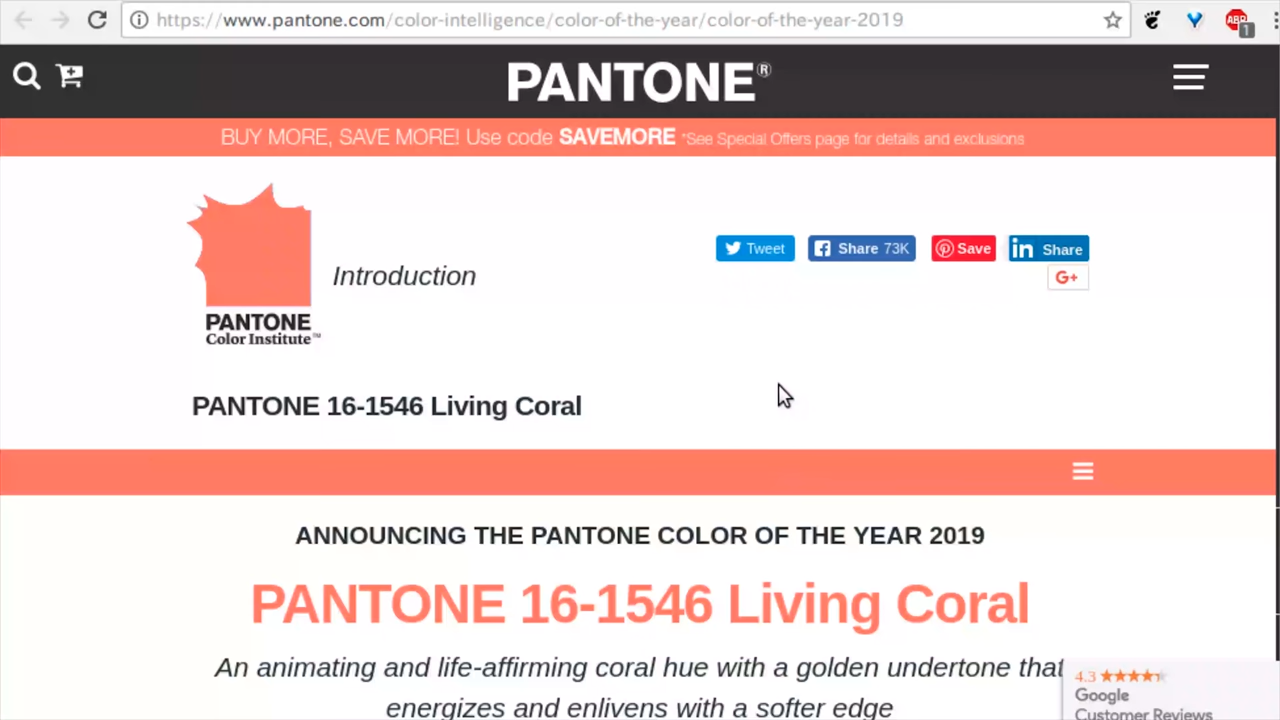 https://www.pantone.com/color-intelligence/color-of-the-year/color-of-the-year-2019
ABP
1
PANTONE®
BUY MORE, SAVE MORE! Use code SAVEMORE *See Special Offers page for details and exclusions
PANTONE
Color Institute™
Introduction
Tweet
Share 73K
Save
in Share
G+
PANTONE 16-1546 Living Coral
ANNOUNCING THE PANTONE COLOR OF THE YEAR 2019
PANTONE 16-1546 Living Coral
An animating and life-affirming coral hue with a golden undertone that
energizes and enlivens with a softer edge
4.3
Google
Customer Reviews